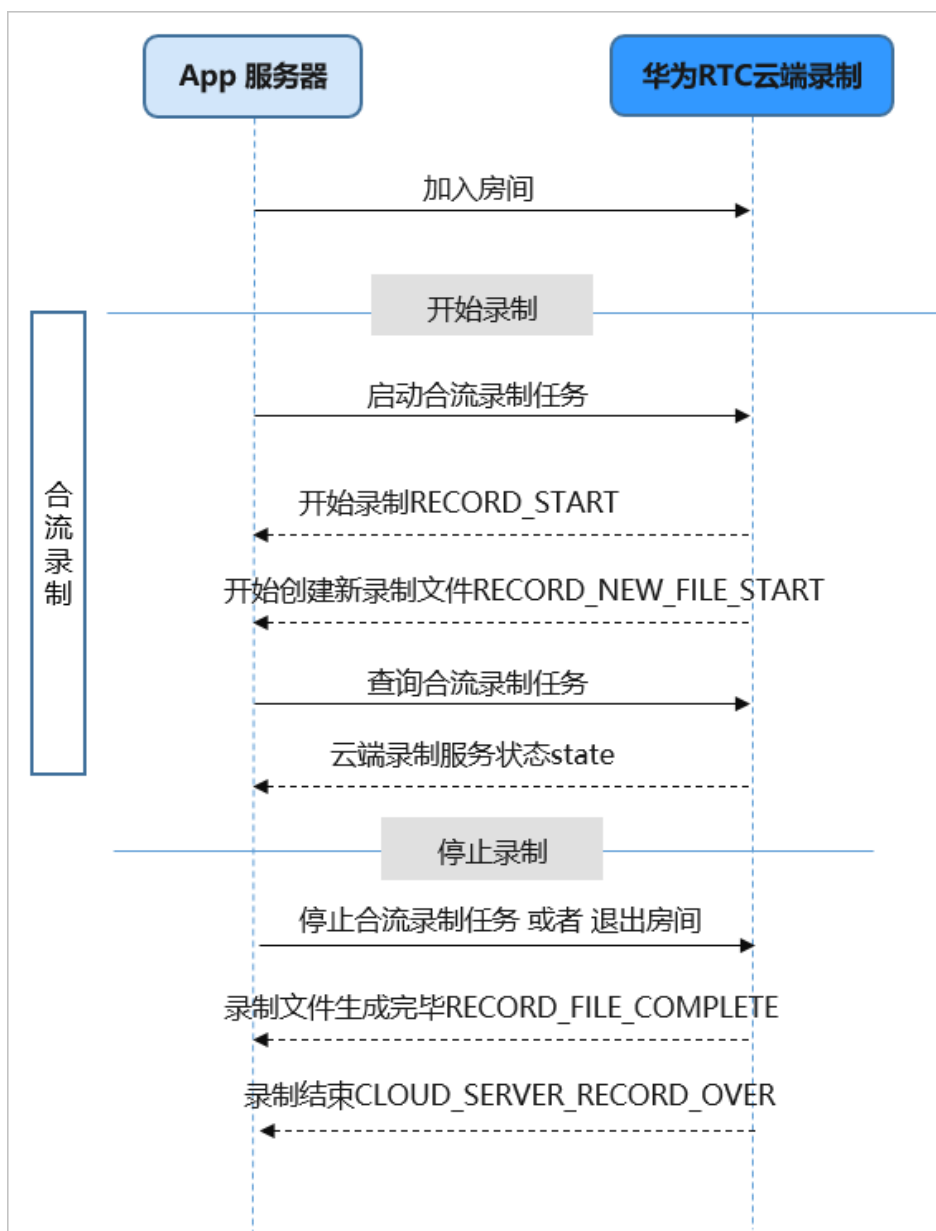 App 服务器
华为RTC云端录制
加入房间
开始录制
启动合流录制任务
合流录制
开始录制RECORD_START
开始创建新录制文件RECORD_NEW_FILE_START
查询合流录制任务
云端录制服务状态state
停止录制
停止合流录制任务 或者 退出房间
录制文件生成完毕RECORD_FILE_COMPLETE
录制结束CLOUD_SERVER_RECORD_OVER